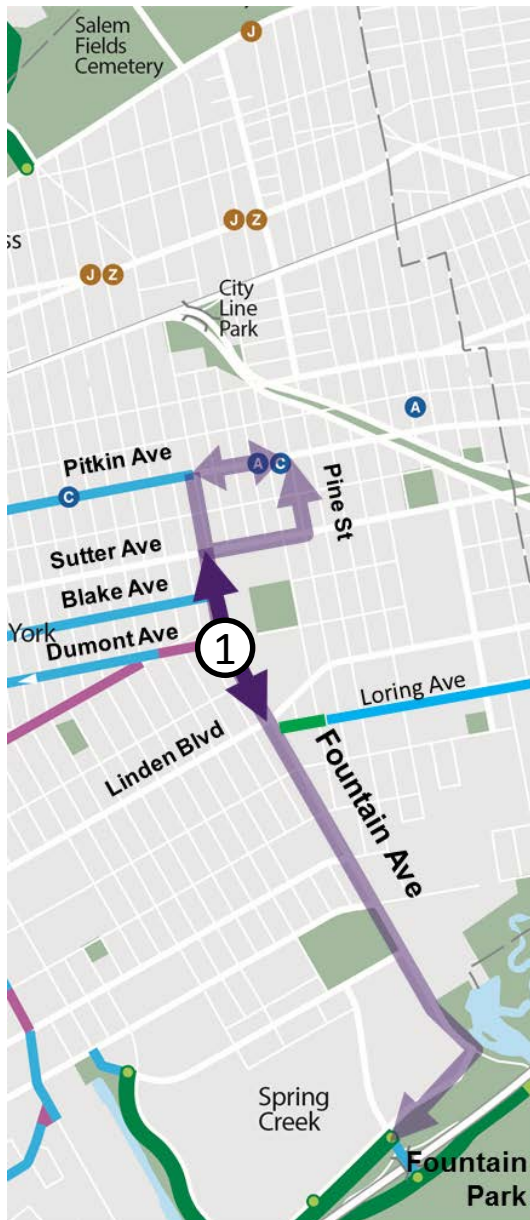 J
Salem
Fields
Cemetery
J Z
ss
J Z
City
Line
Park
A
Pitkin Ave
A C
C
Pine St
Sutter Ave
Blake Ave
York
Dumont Ave
1
Loring Ave
Linden Blvd
Fountain Ave
Spring
Creek
Fountain
Park